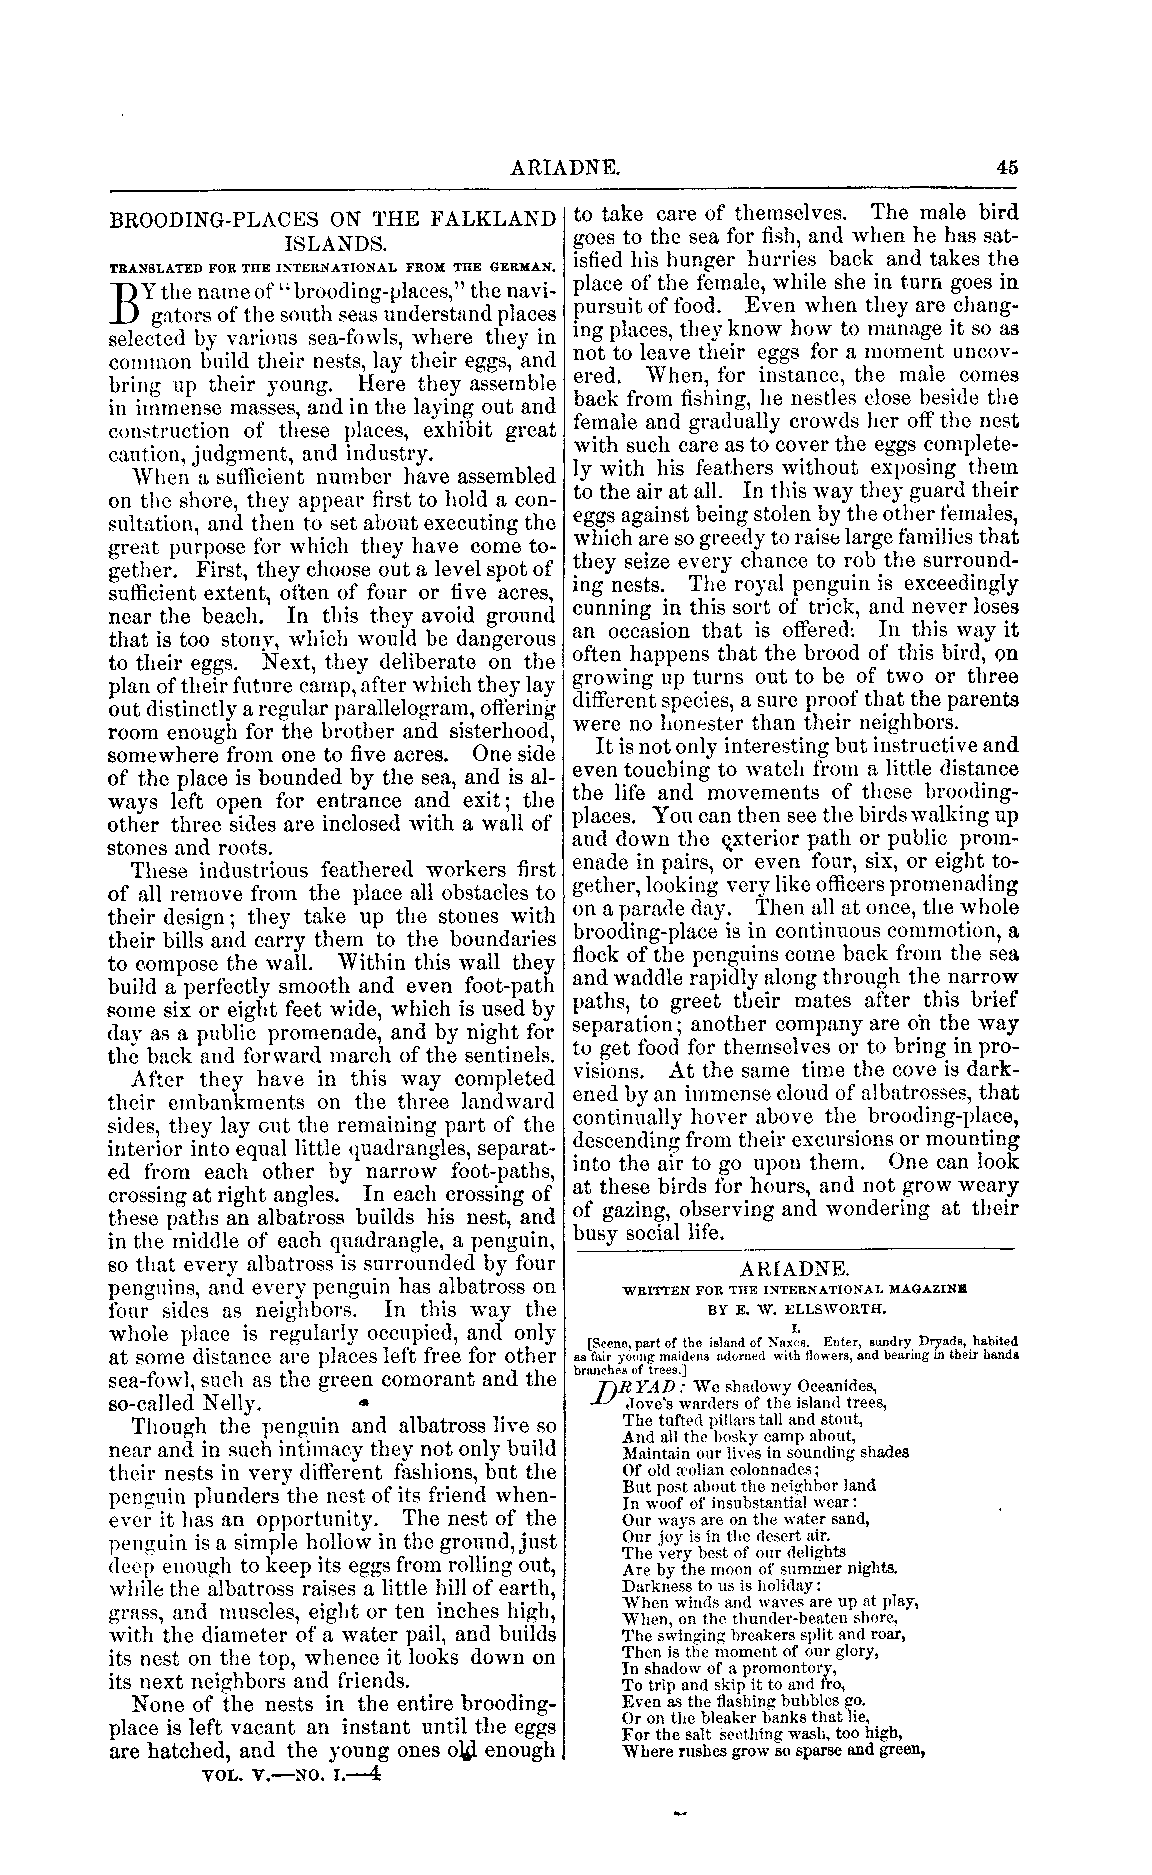 ARIADNE. 45
BROODING-PLACES ON THE FALKLAND
ISLANDS.
TRANSLATED FOR THE INTERNATIONAL FROM THE GERMAN.
BY the name of "brooding-places," the navi-
gators of the south seas understand places
selected by various sea-fowls, where they in
common build their nests, lay their eggs, and
bring up their young. Here they assemble
in immense masses, and in the laying out and
construction of these places, exhibit great
caution, judgment, and industry.
When a sufficient number have assembled
on the shore, they appear first to hold a con-
sultation, and then to set about executing the
great purpose for which they have come to-
gether. First, they choose out a level spot of
sufficient extent, often of four or five acres,
near the beach. In this they avoid ground
that is too stony, which would be dangerous
to their eggs. Next, they deliberate on the
plan of their future camp, after which they lay
out distinctly a regular parallelogram, offering
room enough for the brother and sisterhood,
somewhere from one to five acres. One side
of the place is bounded by the sea, and is al-
ways left open for entrance and exit; the
other three sides are inclosed with a wall of
stones and roots.
These industrious feathered workers first
of all remove from the place all obstacles to
their design; they take up the stones with
their bills and carry them to the boundaries
to compose the wall. Within this wall they
build a perfectly smooth and even foot-path
some six or eight feet wide, which is used by
day as a public promenade, and by night for
the back and forward march of the sentinels.
After they have in this way completed
their embankments on the three landward
sides, they lay out the remaining part of the
interior into equal little quadrangles, separat-
ed from each other by narrow foot-paths,
crossing at right angles. In each crossing of
these paths an albatross builds his nest, and
in the middle of each quadrangle, a penguin,
so that every albatross is surrounded by four
penguins, and every penguin has albatross on
four sides as neighbors. In this way the
whole place is regularly occupied, and only
at some distance are places left free for other
sea-fowl, such as the green comorant and the
so-called Nelly.
Though the penguin and albatross live so
near and in such intimacy they not only build
their nests in very different fashions, but the
penguin plunders the nest of its friend when-
ever it has an opportunity. The nest of the
penguin is a simple hollow in the ground, just
deep enough to keep its eggs from rolling out,
while the albatross raises a little hill of earth,
grass, and muscles, eight or ten inches high,
with the diameter of a water pail, and builds
its nest on the top, whence it looks down on
its next neighbors and friends.
None of the nests in the entire brooding-
place is left vacant an instant until the eggs
are hatched, and the young ones old enough
to take care of themselves. The male bird
goes to the sea for fish, and when he has sat-
isfied his hunger hurries back and takes the
place of the female, while she in turn goes in
pursuit of food. Even when they are chang-
ing places, they know how to manage it so as
not to leave their eggs for a moment uncov-
ered. When, for instance, the male comes
back from fishing, he nestles close beside the
female and gradually crowds her off the nest
with such care as to cover the eggs complete-
ly with his feathers without exposing them
to the air at all. In this way they guard their
eggs against being stolen by the other females,
which are so greedy to raise large families that
they seize every chance to rob the surround-
ing nests. The royal penguin is exceedingly
cunning in this sort of trick, and never loses
an occasion that is offered. In this way it
often happens that the brood of this bird, on
growing up turns out to be of two or three
different species, a sure proof that the parents
were no honester than their neighbors.
It is not only interesting but instructive and
even touching to watch from a little distance
the life and movements of these brooding-
places. You can then see the birds walking up
and down the exterior path or public prom-
enade in pairs, or even four, six, or eight to-
gether, looking very like officers promenading
on a parade day. Then all at once, the whole
brooding-place is in continuous commotion, a
flock of the penguins come back from the sea
and waddle rapidly along through the narrow
paths, to greet their mates after this brief
separation; another company are on the way
to get food for themselves or to bring in pro-
visions. At the same time the cove is dark-
ened by an immense cloud of albatrosses, that
continually hover above the brooding-place,
descending from their excursions or mounting
into the air to go upon them. One can look
at these birds for hours, and not grow weary
of gazing, observing and wondering at their
busy social life.
ARIADNE.
WRITTEN FOR THE INTERNATIONAL MAGAZINE
BY E. W. ELLSWORTH.
I.
[Scene, part of the island of Naxos. Enter, sundry Dryads, habited
as fair young maidens adorned with flowers, and bearing in their hands
branches of trees.]
DRYAD: We shadowy Oceanides,
Jove's warders of the island trees,
The tufted pillars tall and stout,
And all the bosky camp about,
Maintain our lives in sounding shades
Of old æolian colonnades;
But post about the neighbor land
In woof of insubstantial wear:
Our ways are on the water sand,
Our joy is in the desert air.
The very best of our delights
Are by the moon of summer nights.
Darkness to us is holiday:
When winds and waves are up at play,
When, on the thunder-beaten shore,
The swinging breakers split and roar,
Then is the moment of our glory,
In shadow of a promontory,
To trip and skip it to and fro,
Even as the flashing bubbles go.
Or on the bleaker banks that lie,
For the salt seething wash, too high,
Where rushes grow so sparse and green,
VOL. V.—NO. I.—4